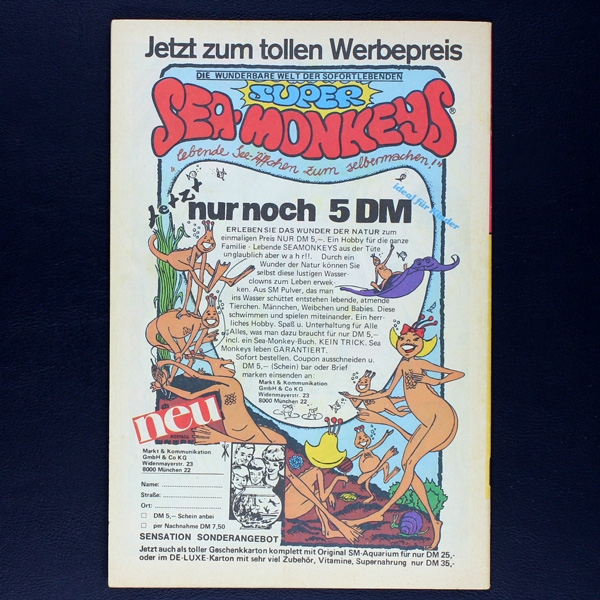 Jetzt zum tollen Werbepreis
DIE WUNDERBARE WELT DER SOFORTLEBENDEN
SUPER
SEA-MONKEYS®
"lebende See-Äffchen zum selbermachen!"
Jetzt
nur noch 5 DM
ideal für Kinder
ERLEBEN SIE DAS WUNDER DER NATUR zum
einmaligen Preis NUR DM 5,–. Ein Hobby für die ganze
Familie - Lebende SEAMONKEYS aus der Tüte
unglaublich aber w a h r!!. Durch ein
Wunder der Natur können Sie
selbst diese lustigen Wasser-
clowns zum Leben erwek-
ken. Aus SM Pulver, das man
ins Wasser schüttet entstehen lebende, atmende
Tierchen. Männchen, Weibchen und Babies. Diese
schwimmen und spielen miteinander. Ein herr-
liches Hobby. Spaß u. Unterhaltung für Alle
Alles, was man dazu braucht für nur DM 5,–
incl. ein Sea-Monkey-Buch. KEIN TRICK. Sea
Monkeys leben GARANTIERT.
Sofort bestellen. Coupon ausschneiden u.
DM 5,– (Schein) bar oder Brief
marken einsenden an:
Markt & Kommunikation
GmbH & Co KG
Widenmayerstr. 23
8000 München 22
neu
Markt & Kommunikation
GmbH & Co KG
Widenmayerstr. 23
8000 München 22
Name:
Straße:
Ort:
DM 5,– Schein anbei
per Nachnahme DM 7,50
SENSATION SONDERANGEBOT
Jetzt auch als toller Geschenkkarton komplett mit Original SM-Aquarium für nur DM 25,-
oder im DE-LUXE-Karton mit sehr viel Zubehör, Vitamine, Supernahrung nur DM 35,-